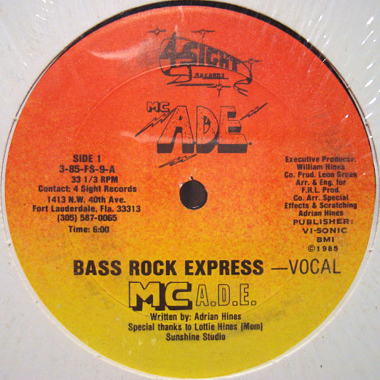 4-SIGHT
RECORDS
MC
ADE
SIDE 1
3-85-FS-9-A
33 1/3 RPM
Contact: 4 Sight Records
1413 N.W. 40th Ave.
Fort Lauderdale, Fla. 33313
(305) 587-0065
Time: 6:00
Executive Producer:
William Hines
Co. Prod. Leon Green
Arr. & Eng. for
F.R.L. Prod.
Co. Arr. Special
Effects & Scratching
Adrian Hines
PUBLISHER:
VI-SONIC
BMI
©1985
BASS ROCK EXPRESS —VOCAL
MC A.D.E.
Written by: Adrian Hines
Special thanks to Lottie Hines (Mom)
Sunshine Studio